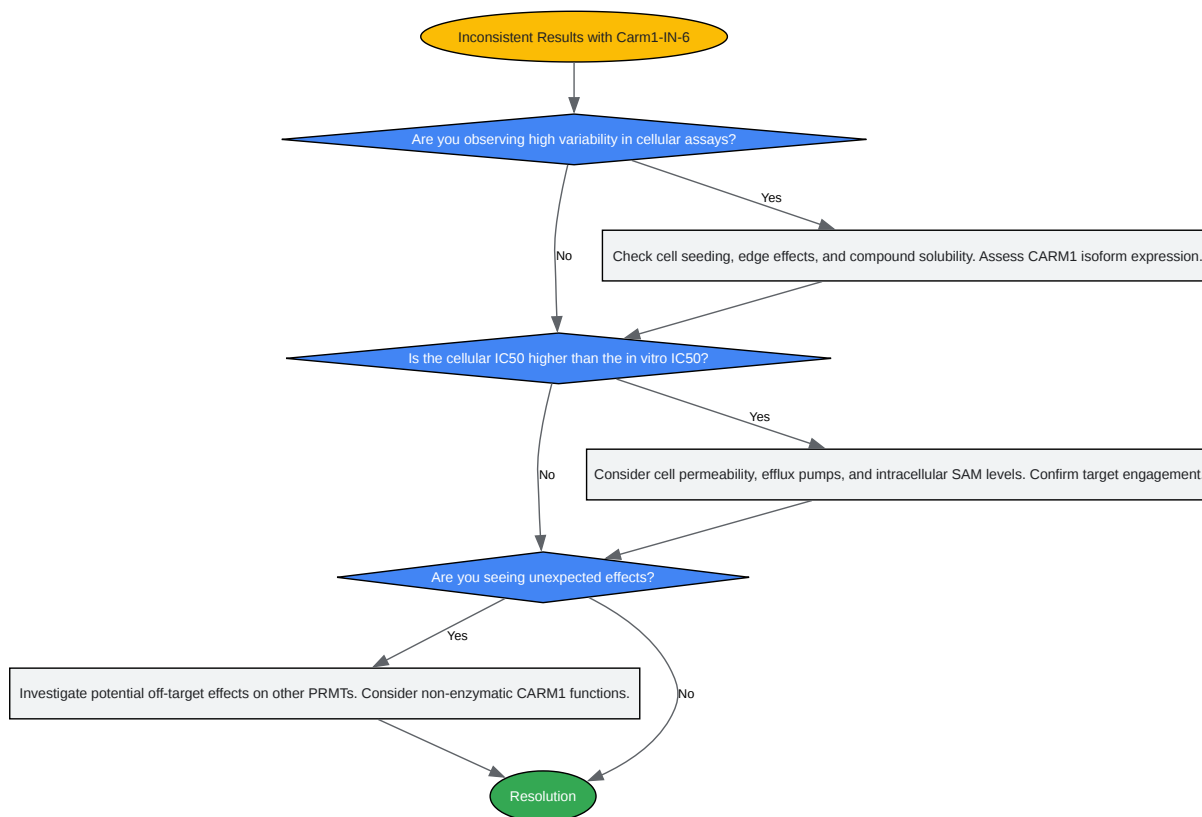 Inconsistent Results with Carm1-IN-6
Are you observing high variability in cellular assays?
Yes
No
Check cell seeding, edge effects, and compound solubility. Assess CARM1 isoform expression.
Is the cellular IC50 higher than the in vitro IC50?
Yes
No
Consider cell permeability, efflux pumps, and intracellular SAM levels. Confirm target engagement
Are you seeing unexpected effects?
Yes
No
Investigate potential off-target effects on other PRMTs. Consider non-enzymatic CARM1 functions.
Resolution